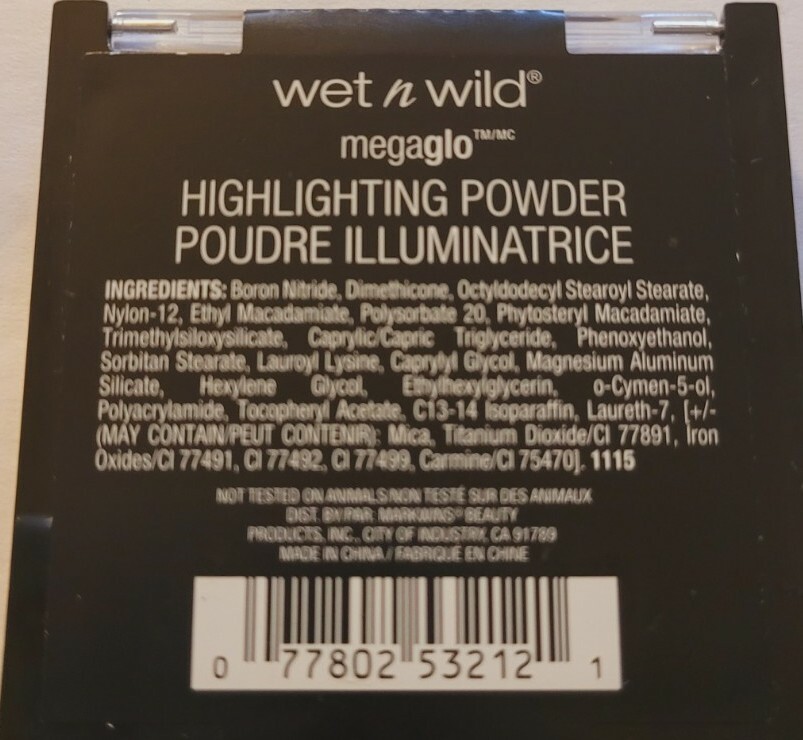 wet n wild®
megaglo™/MC
HIGHLIGHTING POWDER
POUDRE ILLUMINATRICE
INGREDIENTS: Boron Nitride, Dimethicone, Octyldodecyl Stearoyl Stearate,
Nylon-12, Ethyl Macadamiate, Polysorbate 20, Phytosteryl Macadamiate,
Trimethylsiloxysilicate, Caprylic/Capric Triglyceride, Phenoxyethanol,
Sorbitan Stearate, Lauroyl Lysine, Caprylyl Glycol, Magnesium Aluminum
Silicate, Hexylene Glycol, Ethylhexylglycerin, o-Cymen-5-ol,
Polyacrylamide, Tocopheryl Acetate, C13-14 Isoparaffin, Laureth-7, [+/-
(MAY CONTAIN/PEUT CONTENIR): Mica, Titanium Dioxide/CI 77891, Iron
Oxides/CI 77491, CI 77492, CI 77499, Carmine/CI 75470]. 1115
NOT TESTED ON ANIMALS NON TESTÉ SUR DES ANIMAUX
DIST. BY/PAR: MARKWINS® BEAUTY
PRODUCTS, INC., CITY OF INDUSTRY, CA 91789
MADE IN CHINA / FABRIQUÉ EN CHINE
0 77802 53212 1